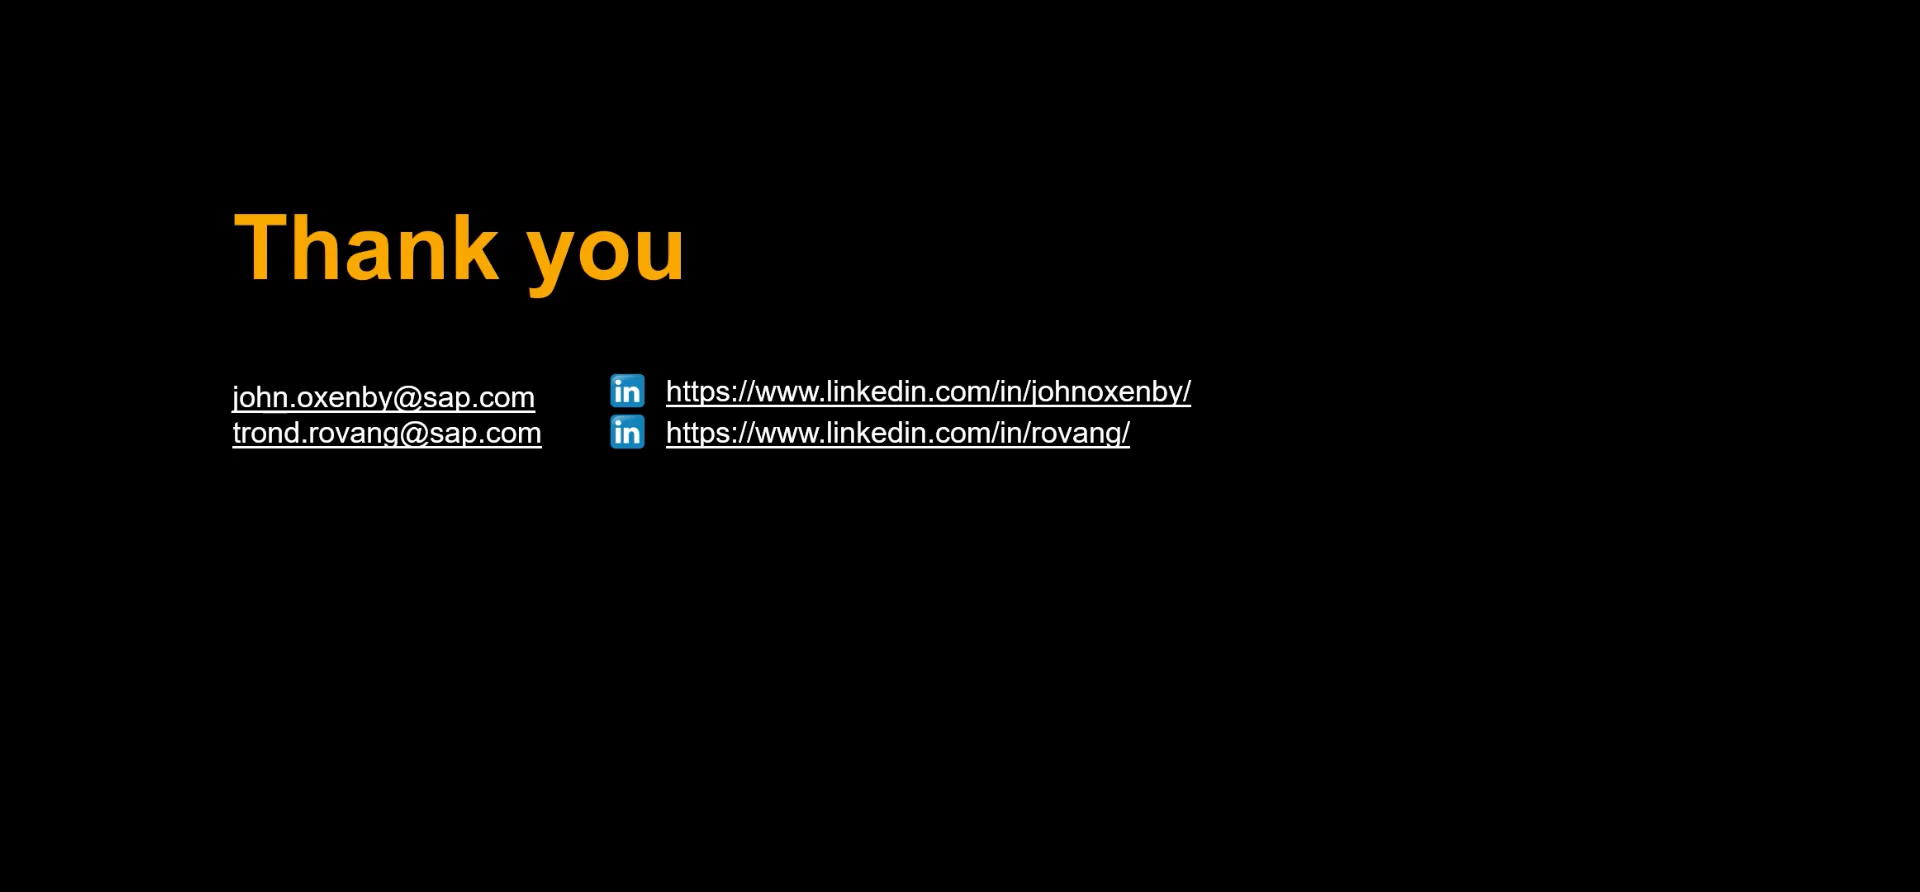 Thank you
john.oxenby@sap.com in https://www.linkedin.com/in/johnoxenby/
trond.rovang@sap.com in https://www.linkedin.com/in/rovang/